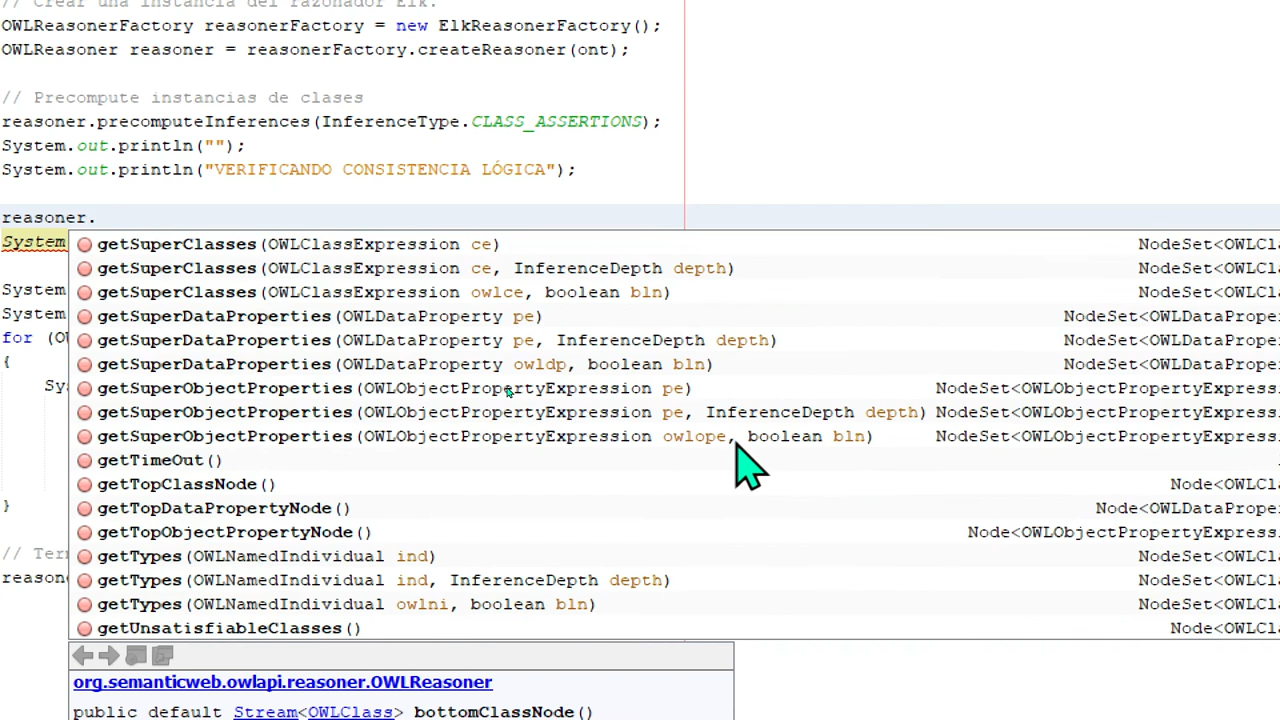 // Crear una instancia del razonador Elk.
OWLReasonerFactory reasonerFactory = new ElkReasonerFactory();
OWLReasoner reasoner = reasonerFactory.createReasoner(ont);
// Precompute instancias de clases
reasoner.precomputeInferences(InferenceType.CLASS_ASSERTIONS);
System.out.println("");
System.out.println("VERIFICANDO CONSISTENCIA LÓGICA");
reasoner.
System
getSuperClasses(OWLClassExpression ce) NodeSet<OWLCla
getSuperClasses(OWLClassExpression ce, InferenceDepth depth) NodeSet<OWLCla
System getSuperClasses(OWLClassExpression owlce, boolean bln) NodeSet<OWLCla
System getSuperDataProperties(OWLDataProperty pe) NodeSet<OWLDataProper
for (OW getSuperDataProperties(OWLDataProperty pe, InferenceDepth depth) NodeSet<OWLDataProper
{ getSuperDataProperties(OWLDataProperty owldp, boolean bln) NodeSet<OWLDataProper
Sy getSuperObjectProperties(OWLObjectPropertyExpression pe) NodeSet<OWLObjectPropertyExpress
getSuperObjectProperties(OWLObjectPropertyExpression pe, InferenceDepth depth) NodeSet<OWLObjectPropertyExpress
getSuperObjectProperties(OWLObjectPropertyExpression owlope, boolean bln) NodeSet<OWLObjectPropertyExpress
getTimeOut()
getTopClassNode() Node<OWLCla
} getTopDataPropertyNode() Node<OWLDataProper
getTopObjectPropertyNode() Node<OWLObjectPropertyExpress
// Ter getTypes(OWLNamedIndividual ind) NodeSet<OWLCla
reason getTypes(OWLNamedIndividual ind, InferenceDepth depth) NodeSet<OWLCla
getTypes(OWLNamedIndividual owlni, boolean bln) NodeSet<OWLCla
getUnsatisfiableClasses() Node<OWLCla
org.semanticweb.owlapi.reasoner.OWLReasoner
public default Stream<OWLClass> bottomClassNode()